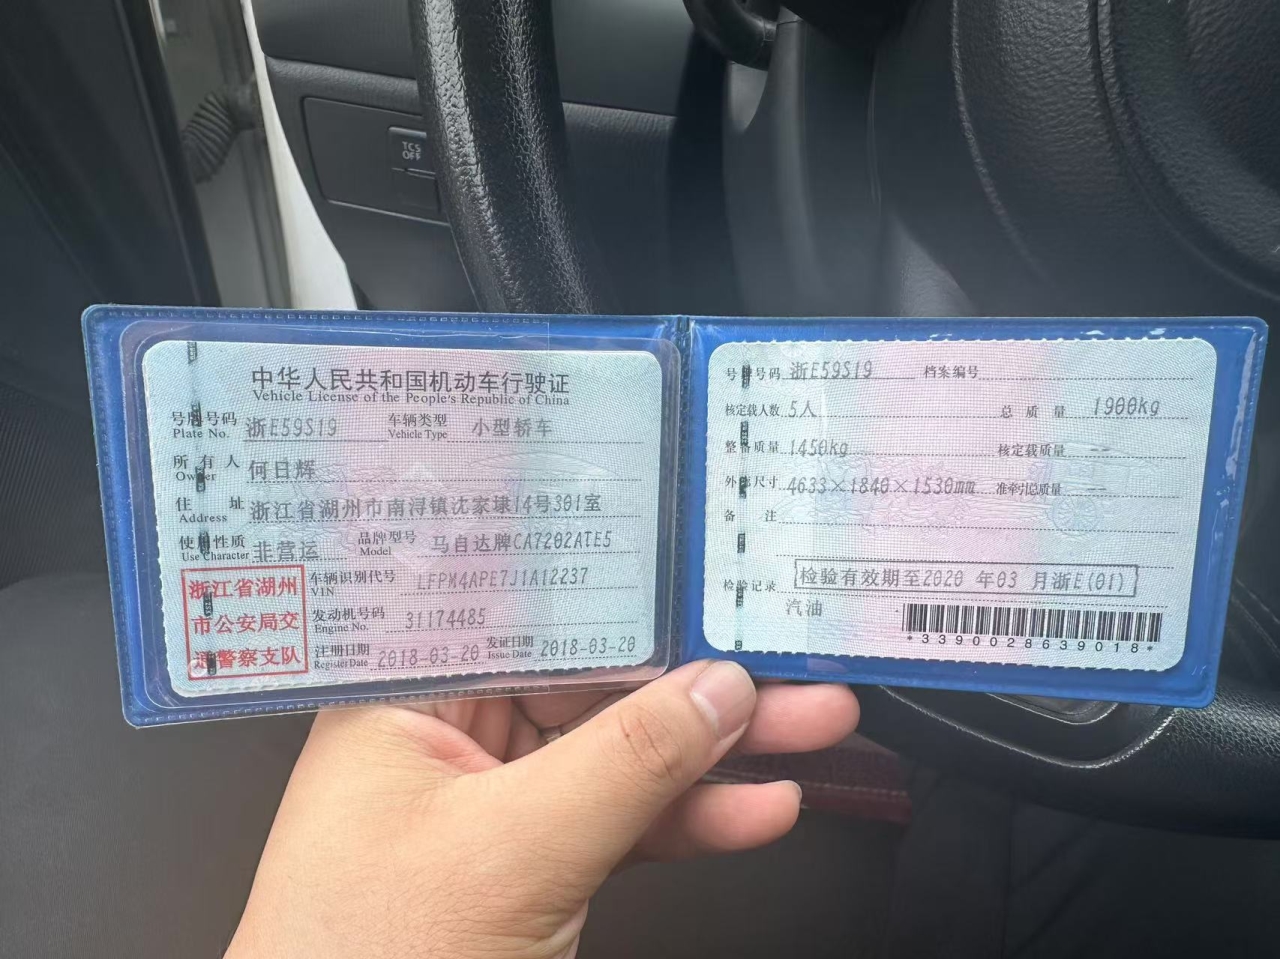 TCS
OFF
中华人民共和国机动车行驶证
Vehicle License of the People's Republic of China
号牌号码 浙E59S19 车辆类型 小型轿车
Plate No. Vehicle Type
所有人 何日辉
Owner
住址 浙江省湖州市南浔镇沈家埭14号301室
Address
使用性质 非营运 品牌型号 马自达牌CA7202ATE5
Use Character Model
浙江省湖州
市公安局交
通警察支队
车辆识别代号 LFPM4APE7J1A12237
VIN
发动机号码 31174485
Engine No.
注册日期 2018-03-20 发证日期 2018-03-20
Register Date Issue Date
号牌号码 浙E59S19 档案编号
核定载人数 5人 总质量 1900kg
整备质量 1450kg 核定载质量 --
外廓尺寸 4633×1840×1530mm 准牵引总质量 --
备注
检验记录 检验有效期至2020 年03 月浙E(01)
汽油
*3390028639018*